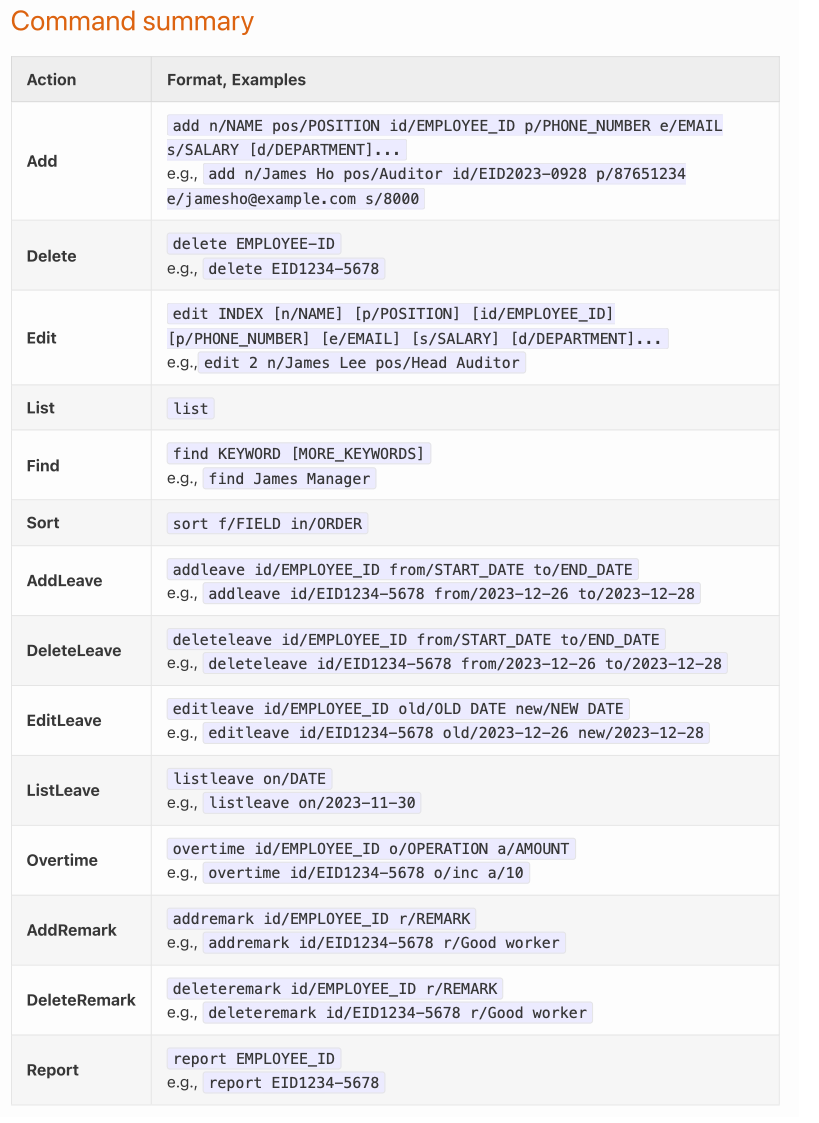 Command summary
Action
Format, Examples
Add
add n/NAME pos/POSITION id/EMPLOYEE_ID p/PHONE_NUMBER e/EMAIL
s/SALARY [d/DEPARTMENT]...
e.g., add n/James Ho pos/Auditor id/EID2023-0928 p/87651234
e/jamesho@example.com s/8000
Delete
delete EMPLOYEE-ID
e.g., delete EID1234-5678
Edit
edit INDEX [n/NAME] [p/POSITION] [id/EMPLOYEE_ID]
[p/PHONE_NUMBER] [e/EMAIL] [s/SALARY] [d/DEPARTMENT]...
e.g., edit 2 n/James Lee pos/Head Auditor
List
list
Find
find KEYWORD [MORE_KEYWORDS]
e.g., find James Manager
Sort
sort f/FIELD in/ORDER
AddLeave
addleave id/EMPLOYEE_ID from/START_DATE to/END_DATE
e.g., addleave id/EID1234-5678 from/2023-12-26 to/2023-12-28
DeleteLeave
deleteleave id/EMPLOYEE_ID from/START_DATE to/END_DATE
e.g., deleteleave id/EID1234-5678 from/2023-12-26 to/2023-12-28
EditLeave
editleave id/EMPLOYEE_ID old/OLD DATE new/NEW DATE
e.g., editleave id/EID1234-5678 old/2023-12-26 new/2023-12-28
ListLeave
listleave on/DATE
e.g., listleave on/2023-11-30
Overtime
overtime id/EMPLOYEE_ID o/OPERATION a/AMOUNT
e.g., overtime id/EID1234-5678 o/inc a/10
AddRemark
addremark id/EMPLOYEE_ID r/REMARK
e.g., addremark id/EID1234-5678 r/Good worker
DeleteRemark
deleteremark id/EMPLOYEE_ID r/REMARK
e.g., deleteremark id/EID1234-5678 r/Good worker
Report
report EMPLOYEE_ID
e.g., report EID1234-5678